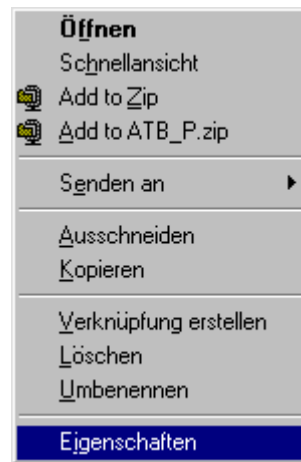 Öffnen
Schnellansicht
Add to Zip
Add to ATB_P.zip
Senden an
Ausschneiden
Kopieren
Verknüpfung erstellen
Löschen
Umbenennen
Eigenschaften